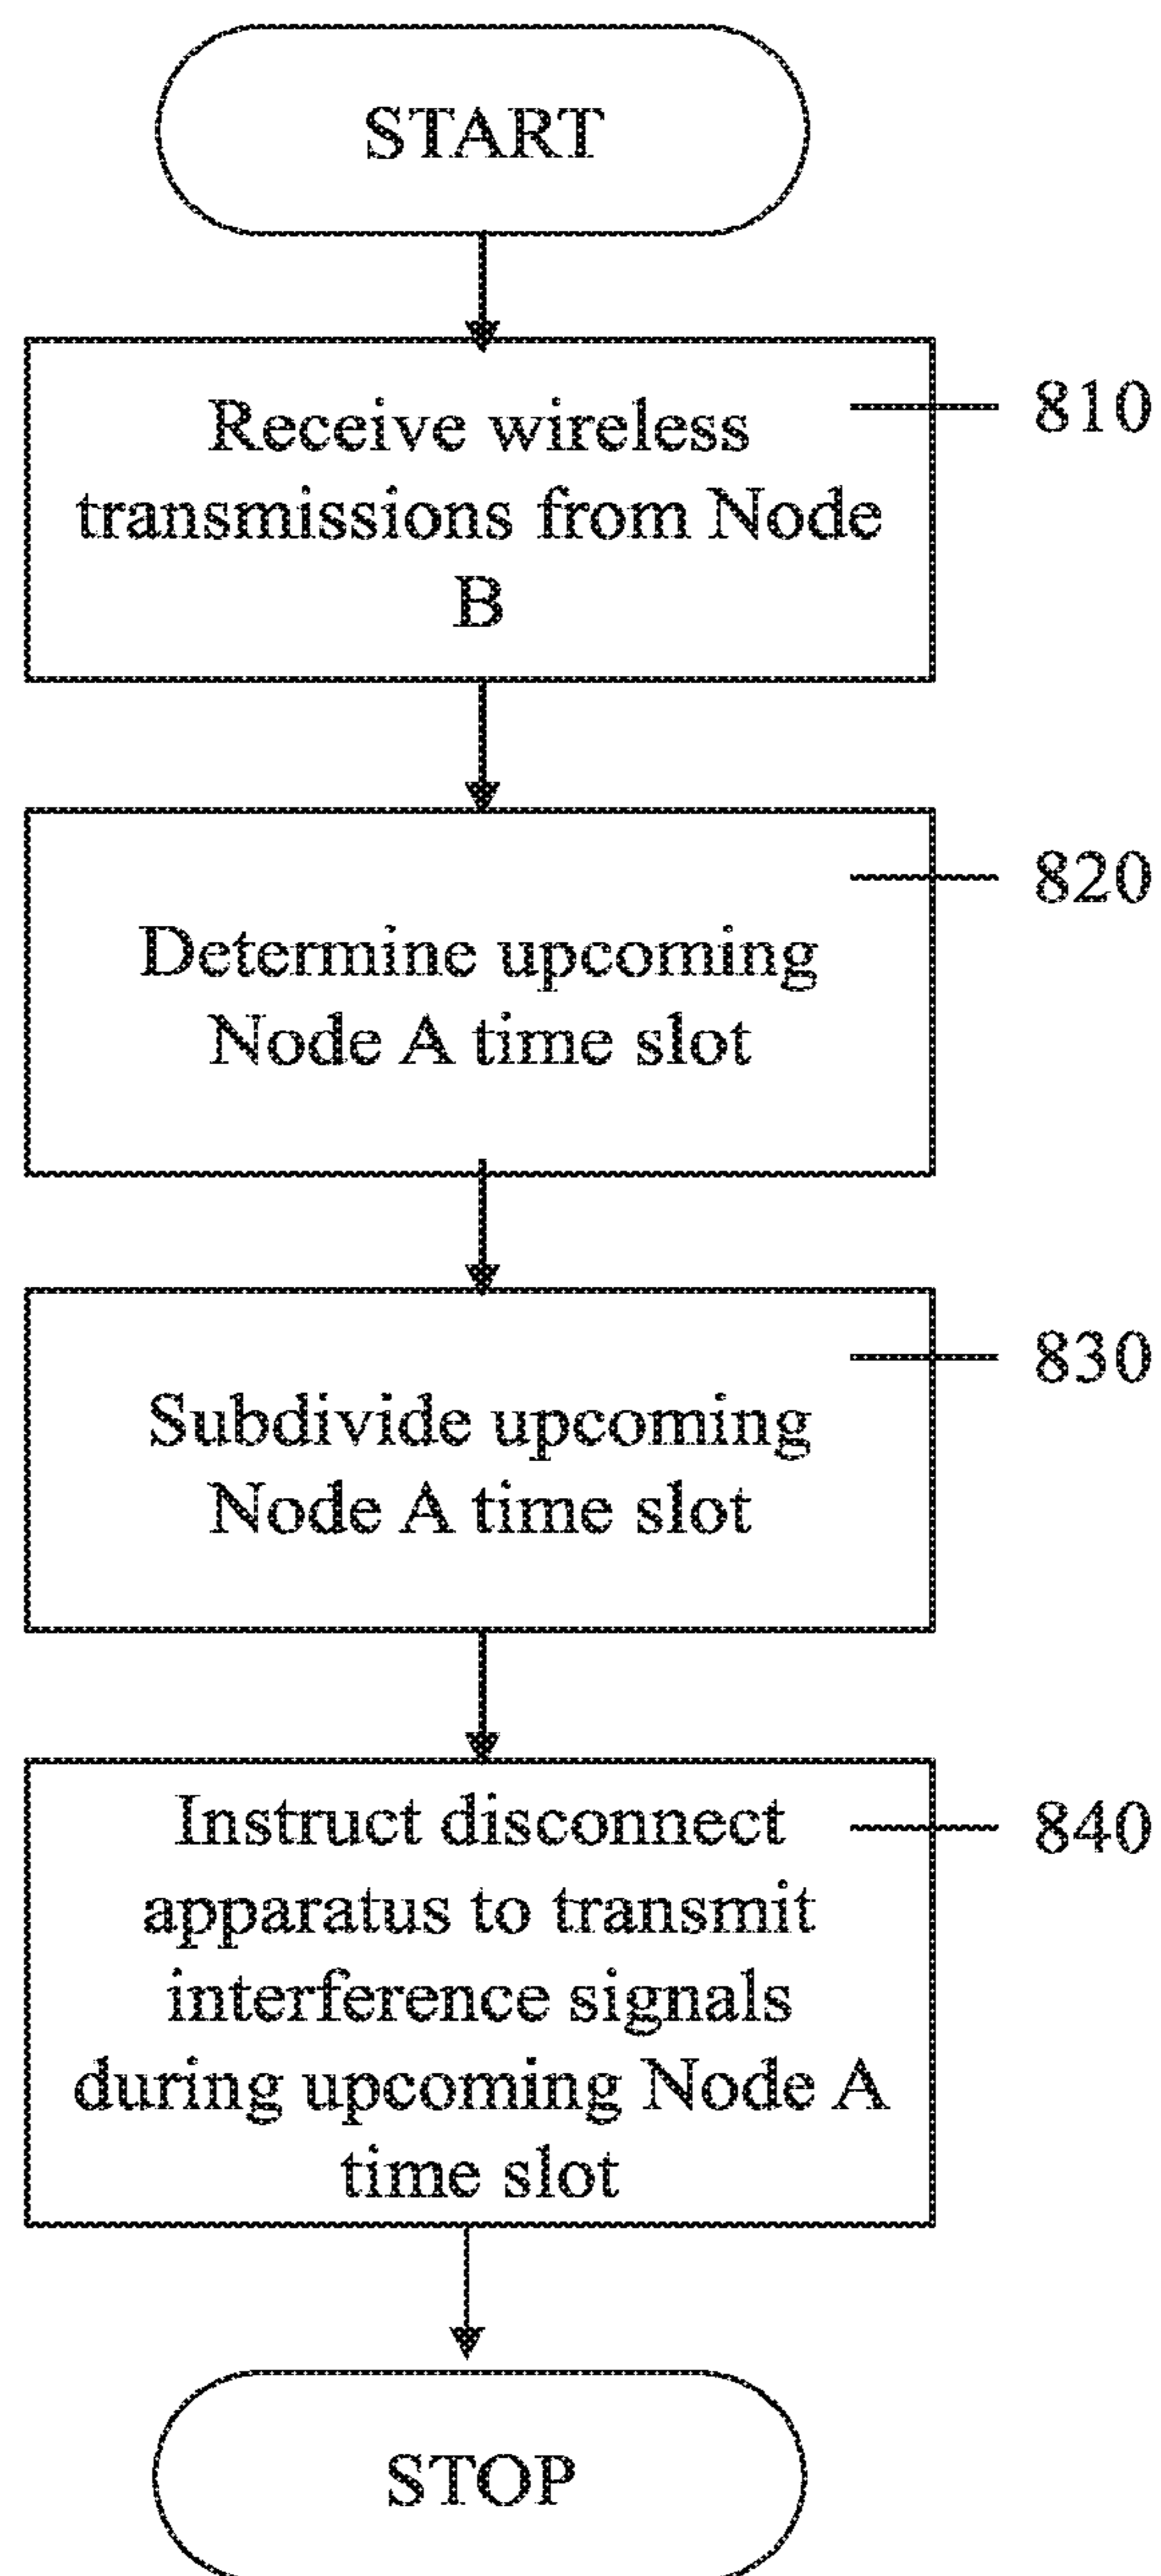 START
Receive wireless
810
transmissions from Node
B
820
Determine upcoming
Node A time slot
830
Subdivide upcoming
Node A time slot
Instruct disconnect
840
apparatus to transmit
interference signals
during upcoming Node A
time slot
STOP